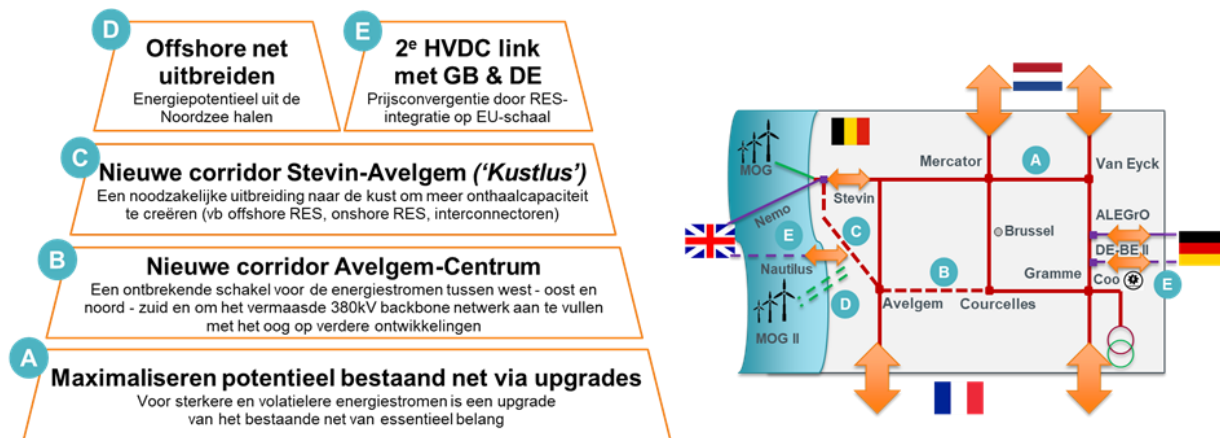 D
Offshore net
uitbreiden
Energiepotentieel uit de
Noordzee halen
E
2e HVDC link
met GB & DE
Prijsconvergentie door RES-
integratie op EU-schaal
C
Nieuwe corridor Stevin-Avelgem ('Kustlus')
Een noodzakelijke uitbreiding naar de kust om meer onthaalcapaciteit
te creëren (vb offshore RES, onshore RES, interconnectoren)
B
Nieuwe corridor Avelgem-Centrum
Een ontbrekende schakel voor de energiestromen tussen west - oost en
noord - zuid en om het vermaasde 380kV backbone netwerk aan te vullen
met het oog op verdere ontwikkelingen
A
Maximaliseren potentieel bestaand net via upgrades
Voor sterkere en volatielere energiestromen is een upgrade
van het bestaande net van essentieel belang
MOG
Mercator
A
Van Eyck
Stevin
Nemo
ALEGrO
Brussel
C
E
DE-BE II
Nautilus
B
Gramme
Coo
E
D
Avelgem
Courcelles
MOG II